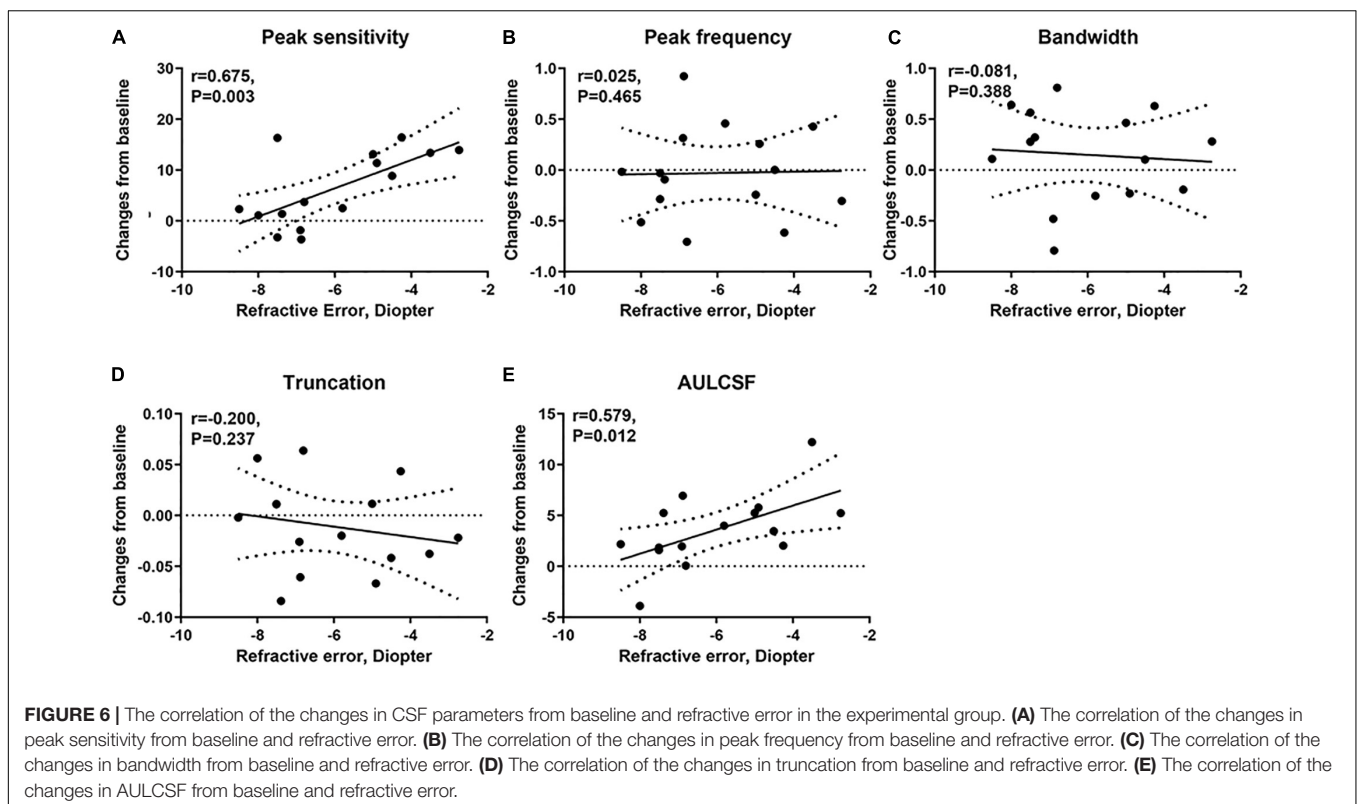 A Peak sensitivity
30
20
10
0
-10
r=0.675,
P=0.003
Changes from baseline
-10 -8 -6 -4 -2
Refractive Error, Diopter
B Peak frequency
1.0
0.5
0.0
-0.5
-1.0
r=0.025,
P=0.465
Changes from baseline
-10 -8 -6 -4 -2
Refractive error, Diopter
C Bandwidth
1.0
0.5
0.0
-0.5
-1.0
r=-0.081,
P=0.388
Changes from baseline
-10 -8 -6 -4 -2
Refractive error, Diopter
D Truncation
0.10
0.05
0.00
-0.05
-0.10
r=-0.200,
P=0.237
Changes from baseline
-10 -8 -6 -4 -2
Refractive error, Diopter
E AULCSF
15
10
5
0
-5
r=0.579,
P=0.012
Changes from baseline
-10 -8 -6 -4 -2
Refractive error, Diopter
FIGURE 6 | The correlation of the changes in CSF parameters from baseline and refractive error in the experimental group. (A) The correlation of the changes in
peak sensitivity from baseline and refractive error. (B) The correlation of the changes in peak frequency from baseline and refractive error. (C) The correlation of the
changes in bandwidth from baseline and refractive error. (D) The correlation of the changes in truncation from baseline and refractive error. (E) The correlation of the
changes in AULCSF from baseline and refractive error.